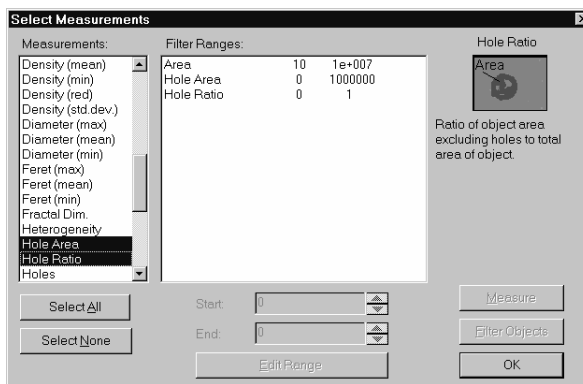 Select Measurements
Measurements:
Density (mean)
Density (min)
Density (red)
Density (std.dev.)
Diameter (max)
Diameter (mean)
Diameter (min)
Feret (max)
Feret (mean)
Feret (min)
Fractal Dim.
Heterogeneity
Hole Area
Hole Ratio
Holes
Select All
Select None
Filter Ranges:
Area 10 1e+007
Hole Area 0 1000000
Hole Ratio 0 1
Start: 0
End: 0
Edit Range
Hole Ratio
Area
Ratio of object area
excluding holes to total
area of object.
Measure
Filter Objects
OK